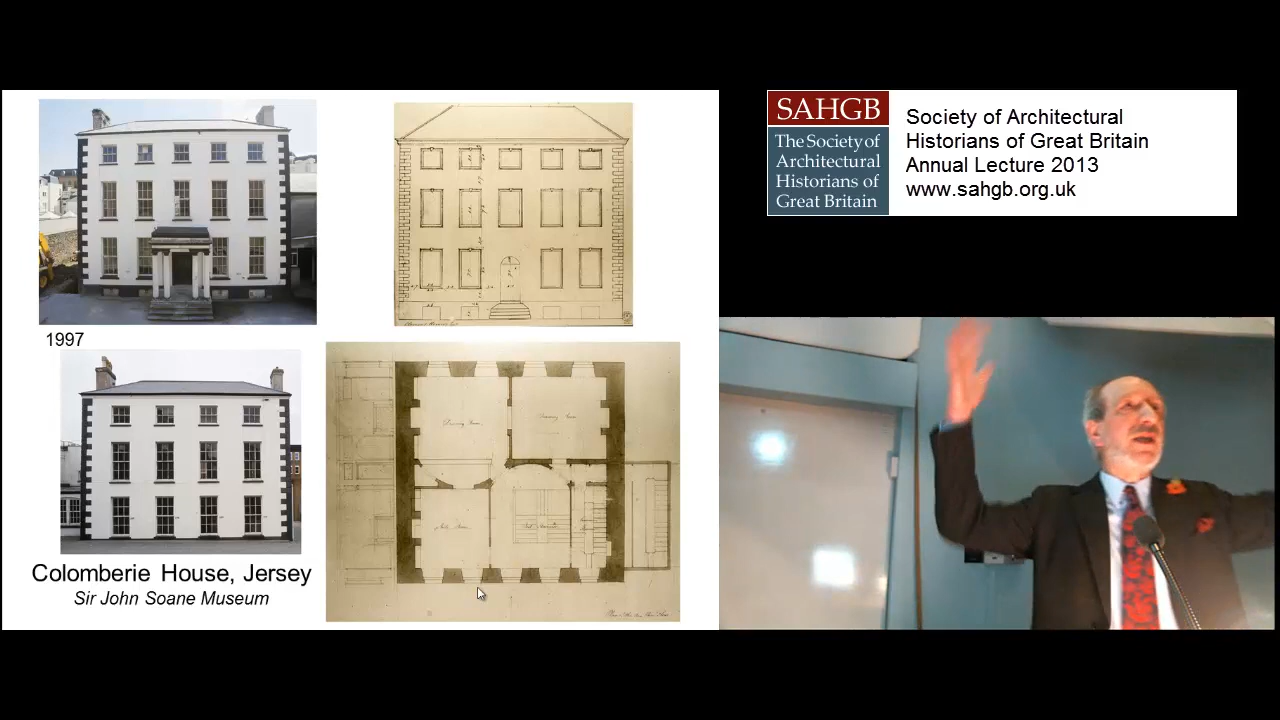 1997
Colomberie House, Jersey
Sir John Soane Museum
SAHGB
The Society of
Architectural
Historians of
Great Britain
Society of Architectural
Historians of Great Britain
Annual Lecture 2013
www.sahgb.org.uk